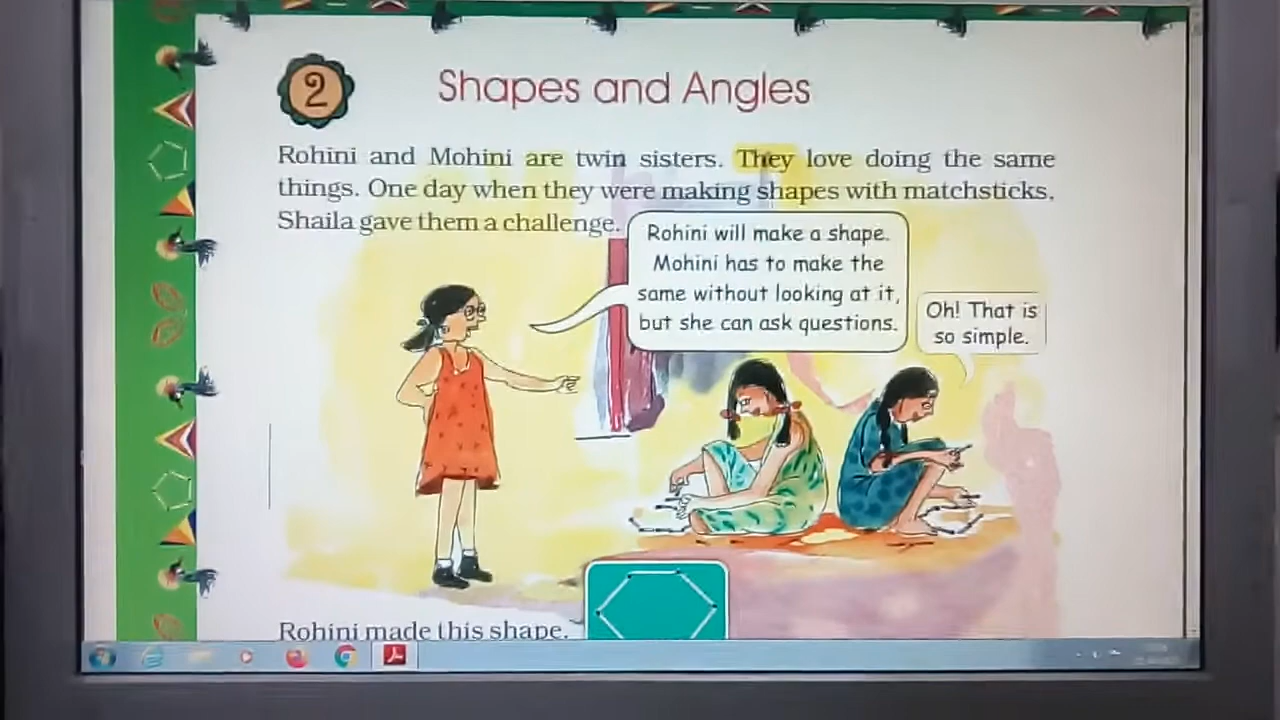 2
Shapes and Angles
Rohini and Mohini are twin sisters. They love doing the same
things. One day when they were making shapes with matchsticks,
Shaila gave them a challenge.
Rohini will make a shape.
Mohini has to make the
same without looking at it,
but she can ask questions.
Oh! That is
so simple.
Rohini made this shape.